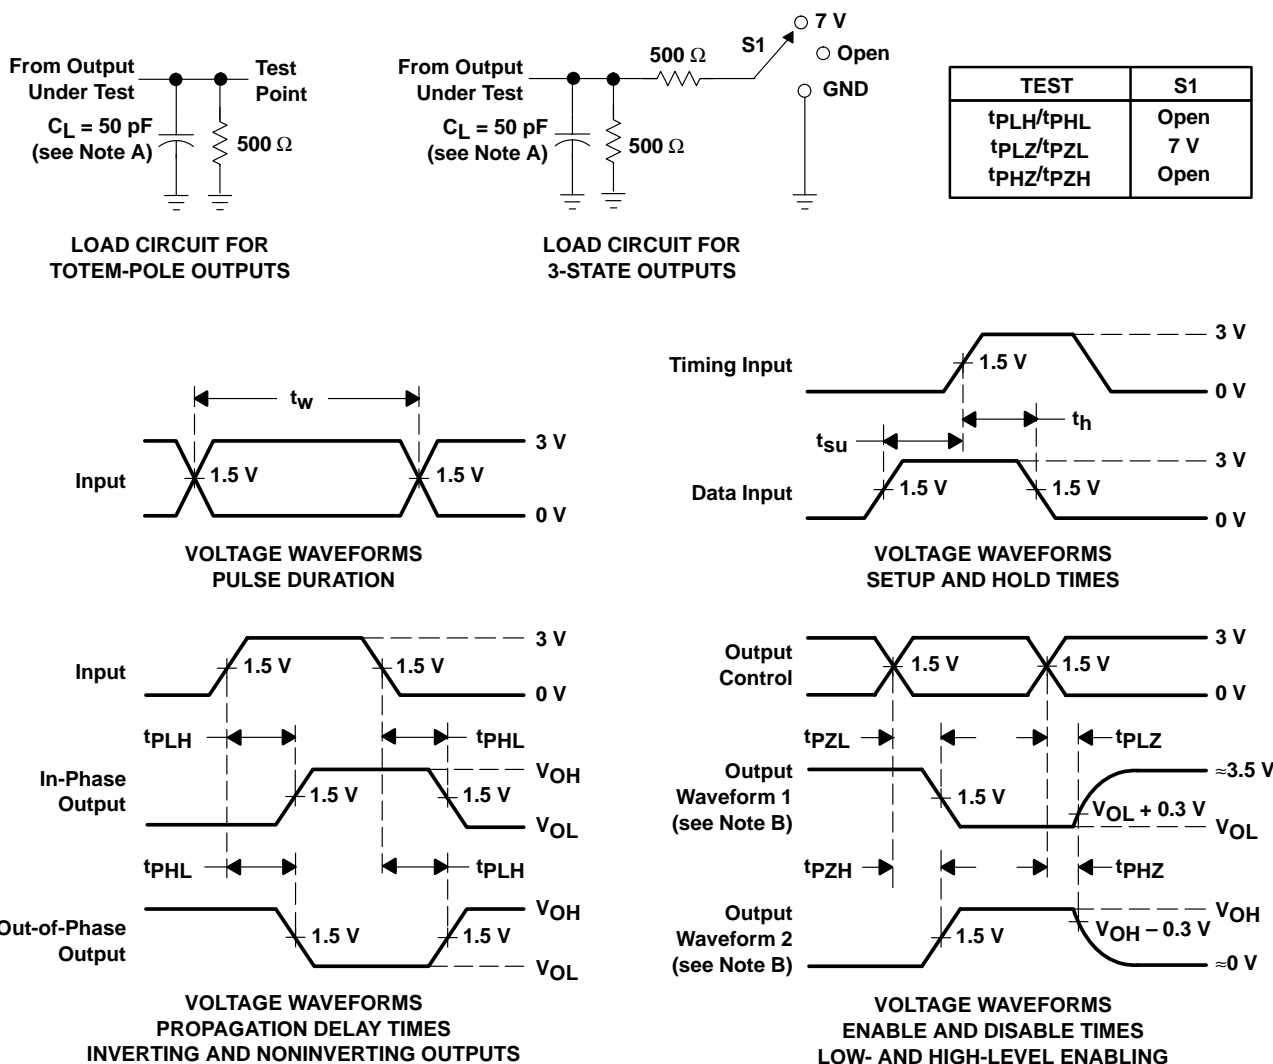 From Output
Under Test
Test
Point
CL = 50 pF
(see Note A)
500 Ω
LOAD CIRCUIT FOR
TOTEM-POLE OUTPUTS
From Output
Under Test
500 Ω
S1
7 V
Open
GND
CL = 50 pF
(see Note A)
500 Ω
LOAD CIRCUIT FOR
3-STATE OUTPUTS
TEST S1
tPLH/tPHL Open
tPLZ/tPZL 7 V
tPHZ/tPZH Open
tw
Input
1.5 V
1.5 V
3 V
0 V
VOLTAGE WAVEFORMS
PULSE DURATION
Timing Input
1.5 V
3 V
0 V
th
tsu
Data Input
1.5 V
1.5 V
3 V
0 V
VOLTAGE WAVEFORMS
SETUP AND HOLD TIMES
Input
1.5 V
1.5 V
3 V
0 V
tPLH
tPHL
In-Phase
Output
1.5 V
1.5 V
VOH
VOL
tPHL
tPLH
Out-of-Phase
Output
1.5 V
1.5 V
VOH
VOL
VOLTAGE WAVEFORMS
PROPAGATION DELAY TIMES
INVERTING AND NONINVERTING OUTPUTS
Output
Control
1.5 V
1.5 V
3 V
0 V
tPZL
tPLZ
Output
Waveform 1
(see Note B)
1.5 V
VOL + 0.3 V
≈3.5 V
VOL
tPZH
tPHZ
Output
Waveform 2
(see Note B)
1.5 V
VOH − 0.3 V
VOH
≈0 V
VOLTAGE WAVEFORMS
ENABLE AND DISABLE TIMES
LOW- AND HIGH-LEVEL ENABLING